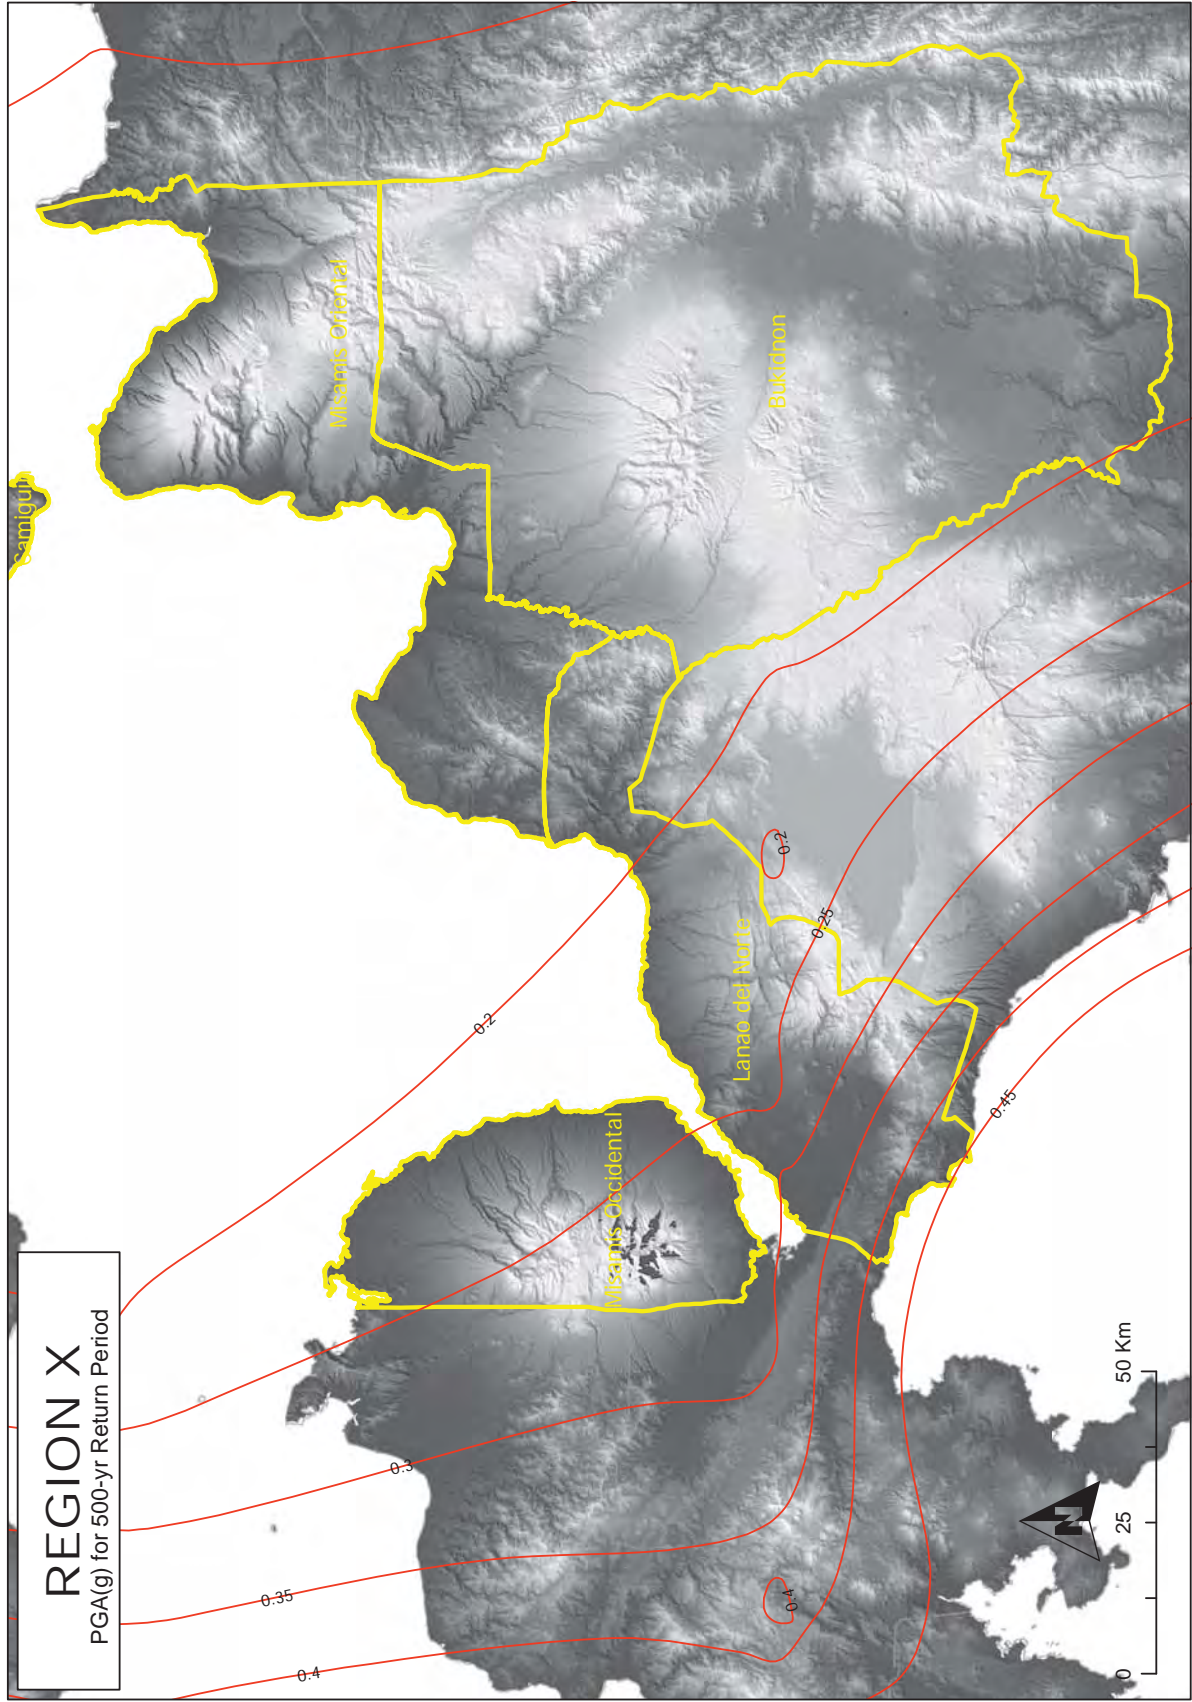 REGION X
PGA(g) for 500-yr Return Period
Camiguin
Misamis Oriental
Bukidnon
Lanao del Norte
Misamis Occidental
0.2
0.2
0.25
0.3
0.35
0.4
0.4
0.45
N
0 25 50 Km